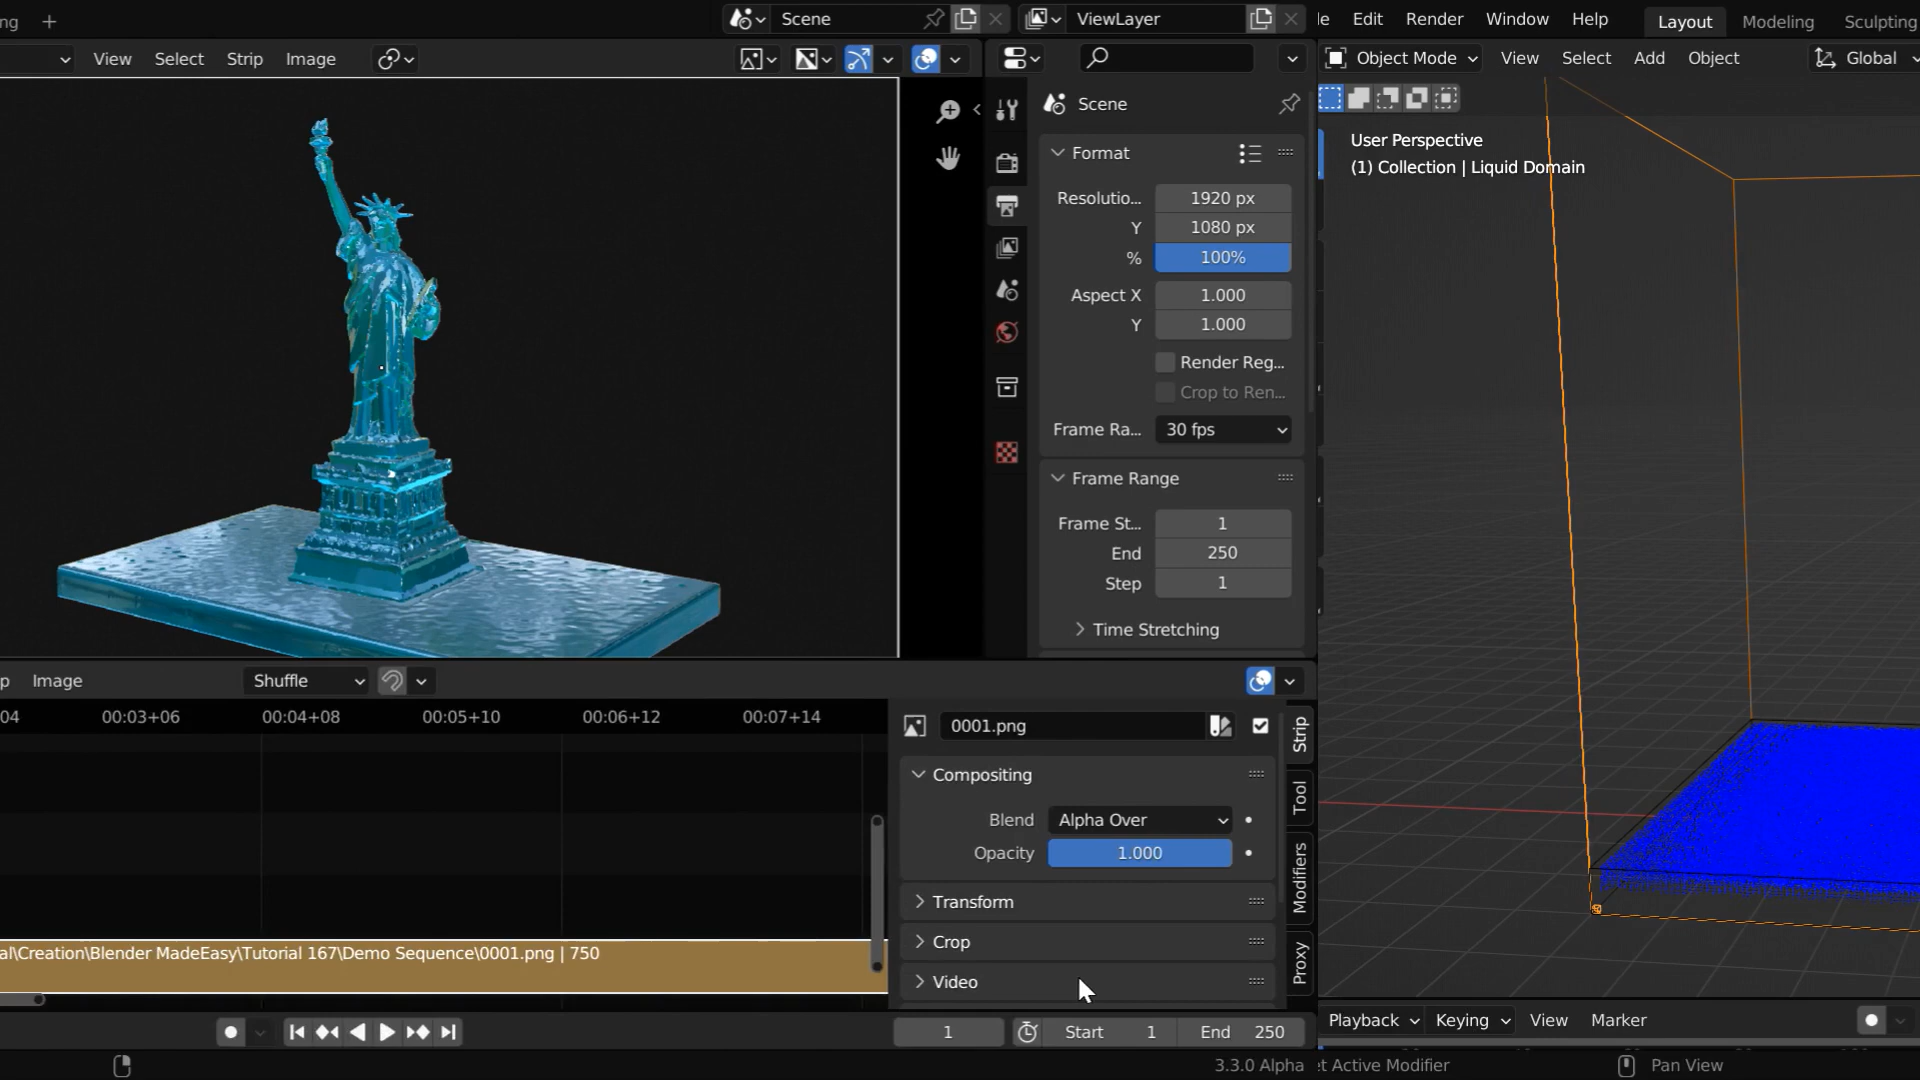 ng +
Scene
ViewLayer
le Edit Render Window Help
Layout Modeling Sculpting
View Select Strip Image
Object Mode View Select Add Object Global
Scene
User Perspective
(1) Collection | Liquid Domain
Format
Resolutio... 1920 px
Y 1080 px
% 100%
Aspect X 1.000
Y 1.000
Render Reg...
Crop to Ren...
Frame Ra... 30 fps
Frame Range
Frame St... 1
End 250
Step 1
Time Stretching
p Image Shuffle
04 00:03+06 00:04+08 00:05+10 00:06+12 00:07+14
0001.png
Strip
Tool
Modifiers
Proxy
Compositing
Blend Alpha Over
Opacity 1.000
Transform
Crop
Video
al\Creation\Blender MadeEasy\Tutorial 167\Demo Sequence\0001.png | 750
1 Start 1 End 250
Playback Keying View Marker
3.3.0 Alpha
et Active Modifier
Pan View